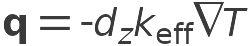 𝐪 = -d_z k_eff ∇T